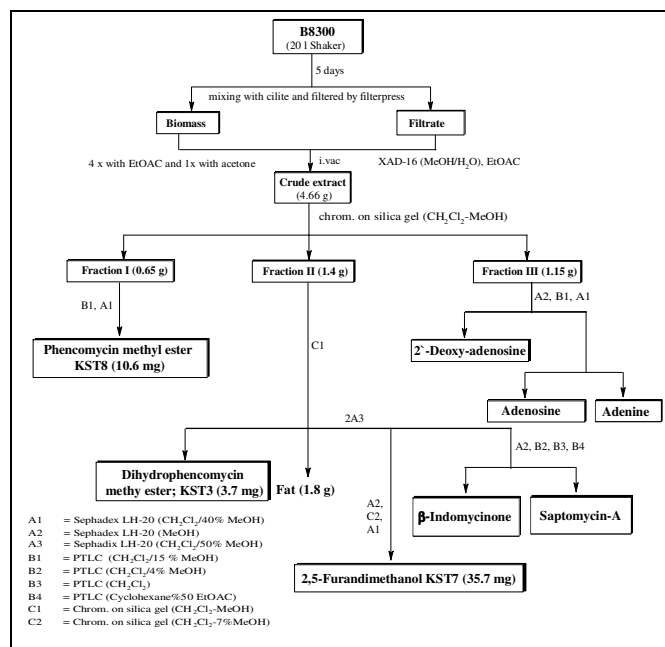 B8300
(20 l Shaker)
5 days
mixing with cilite and filtered by filterpress
Biomass
Filtrate
4 x with EtOAC and 1x with acetone
i.vac
XAD-16 (MeOH/H₂O), EtOAC
Crude extract
(4.66 g)
chrom. on silica gel (CH₂Cl₂-MeOH)
Fraction I (0.65 g)
Fraction II (1.4 g)
Fraction III (1.15 g)
B1, A1
A2, B1, A1
Phencomycin methyl ester
KST8 (10.6 mg)
C1
2`-Deoxy-adenosine
Adenosine
Adenine
2A3
A2, B2, B3, B4
Dihydrophencomycin
methy ester; KST3 (3.7 mg)
Fat (1.8 g)
A2,
C2,
A1
β-Indomycinone
Saptomycin-A
2,5-Furandimethanol KST7 (35.7 mg)
A1 = Sephadex LH-20 (CH₂Cl₂/40% MeOH)
A2 = Sephadex LH-20 (MeOH)
A3 = Sephadix LH-20 (CH₂Cl₂/50% MeOH)
B1 = PTLC (CH₂Cl₂/15 % MeOH)
B2 = PTLC (CH₂Cl₂/4% MeOH)
B3 = PTLC (CH₂Cl₂)
B4 = PTLC (Cyclohexane%50 EtOAC)
C1 = Chrom. on silica gel (CH₂Cl₂-MeOH)
C2 = Chrom. on silica gel (CH₂Cl₂-7%MeOH)